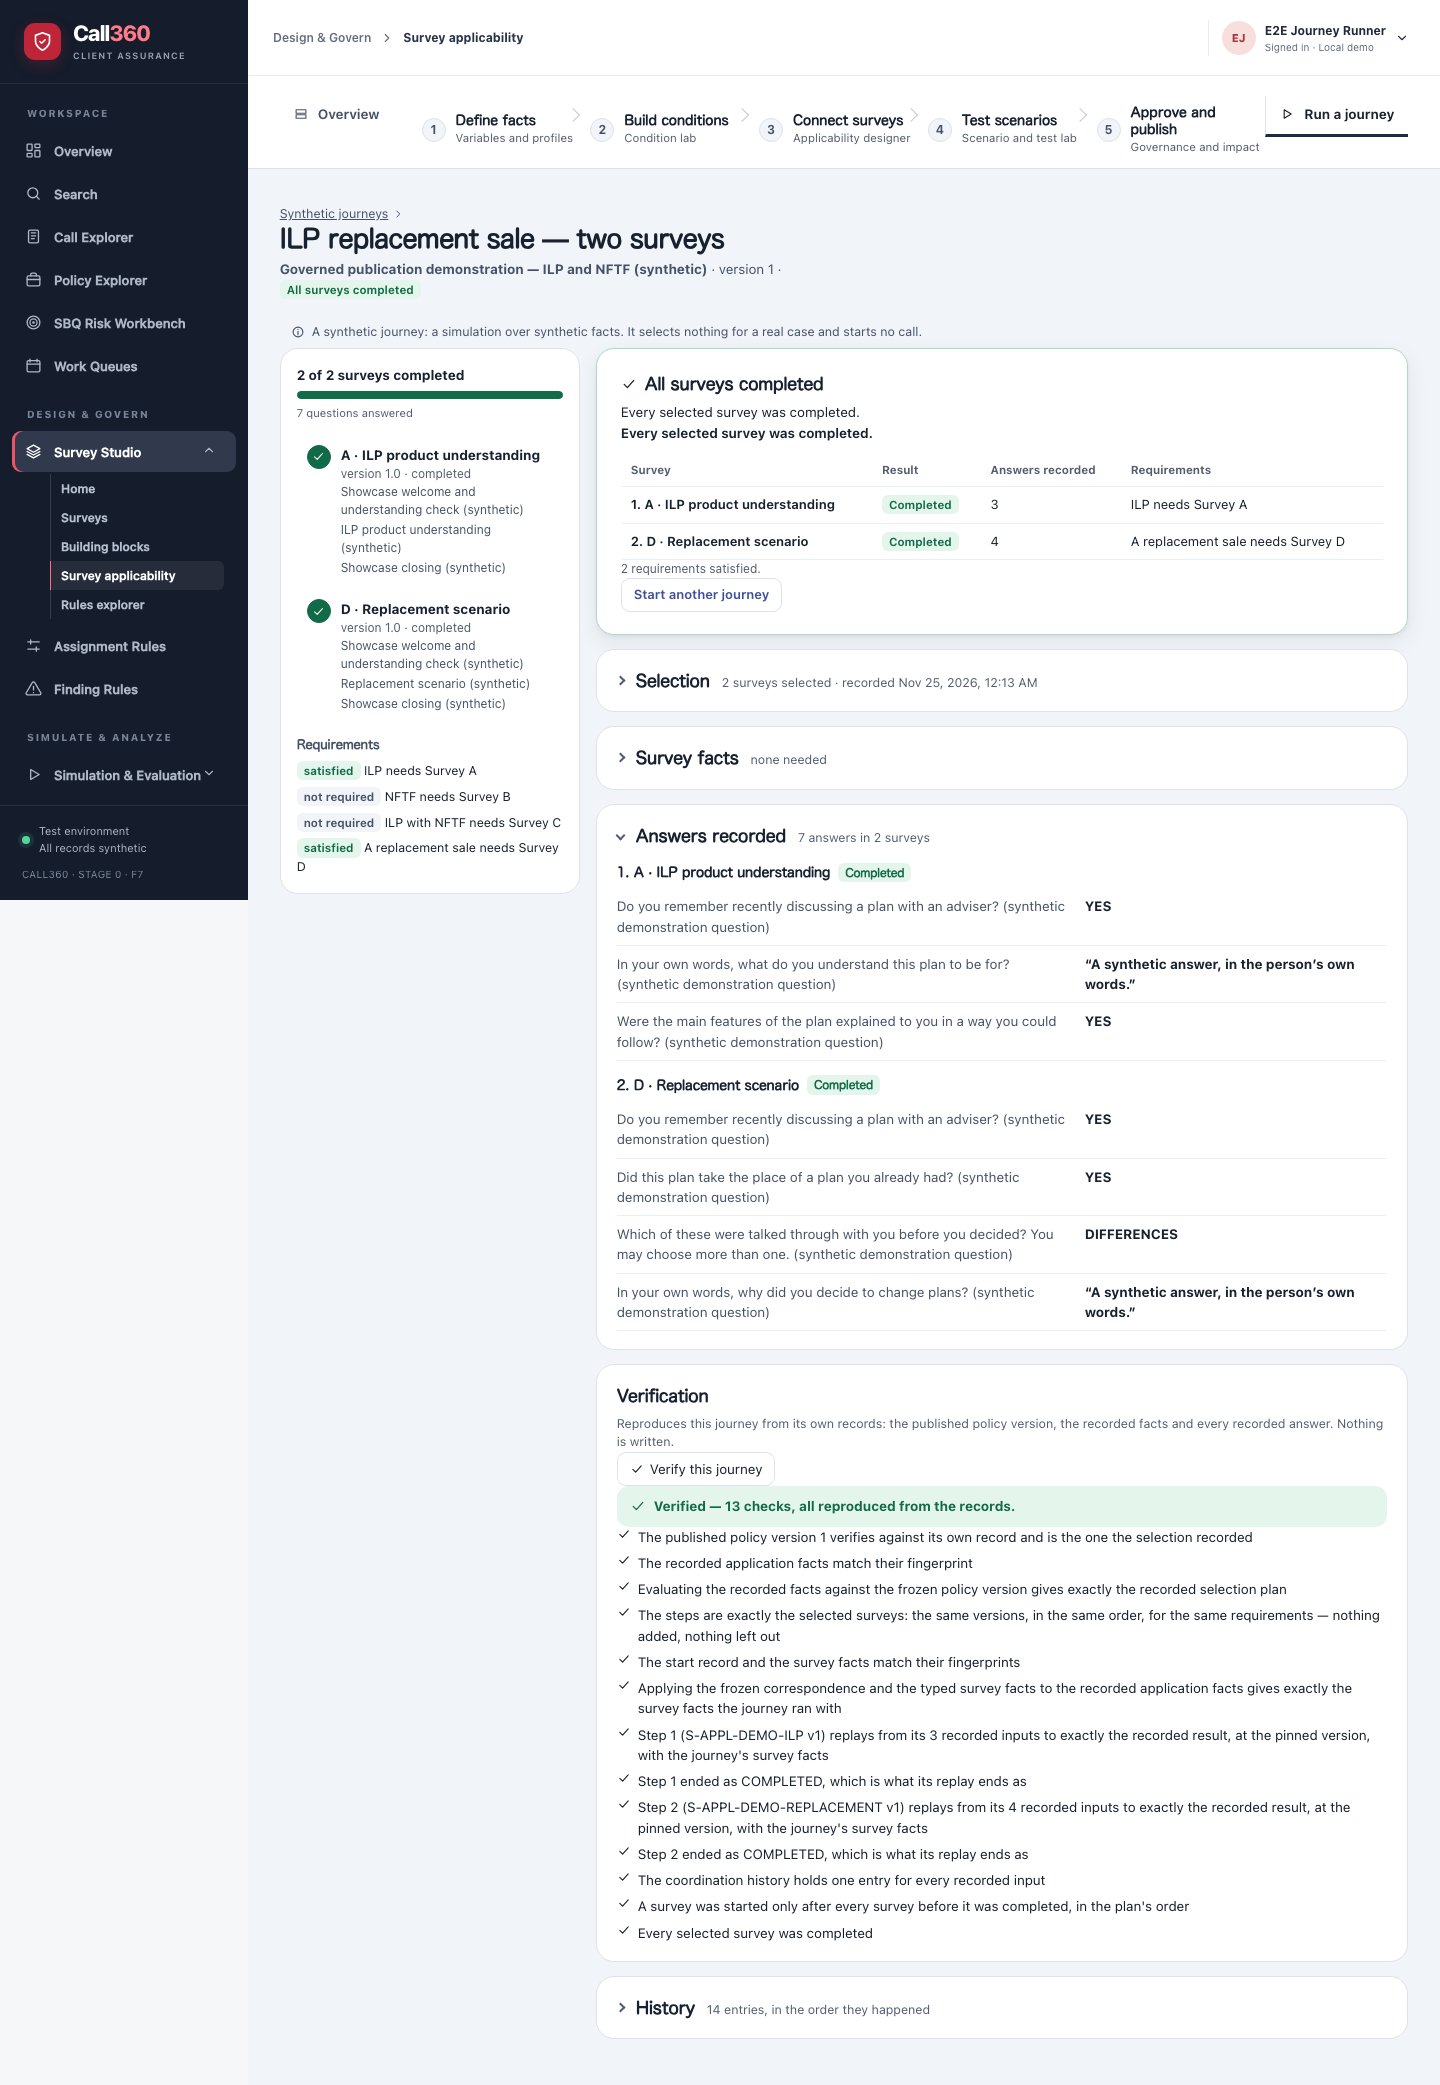 Call360
CLIENT ASSURANCE
WORKSPACE
Overview
Search
Call Explorer
Policy Explorer
SBQ Risk Workbench
Work Queues
DESIGN & GOVERN
Survey Studio
Home
Surveys
Building blocks
Survey applicability
Rules explorer
Assignment Rules
Finding Rules
SIMULATE & ANALYZE
Simulation & Evaluation
Test environment
All records synthetic
CALL360 · STAGE 0 · F7
Design & Govern
Survey applicability
EJ
E2E Journey Runner
Signed in · Local demo
Overview
1
Define facts
Variables and profiles
2
Build conditions
Condition lab
3
Connect surveys
Applicability designer
4
Test scenarios
Scenario and test lab
5
Approve and
publish
Governance and impact
Run a journey
Synthetic journeys
ILP replacement sale — two surveys
Governed publication demonstration — ILP and NFTF (synthetic) · version 1 ·
All surveys completed
A synthetic journey: a simulation over synthetic facts. It selects nothing for a real case and starts no call.
2 of 2 surveys completed
7 questions answered
A · ILP product understanding
version 1.0 · completed
Showcase welcome and
understanding check (synthetic)
ILP product understanding
(synthetic)
Showcase closing (synthetic)
D · Replacement scenario
version 1.0 · completed
Showcase welcome and
understanding check (synthetic)
Replacement scenario (synthetic)
Showcase closing (synthetic)
Requirements
satisfied ILP needs Survey A
not required NFTF needs Survey B
not required ILP with NFTF needs Survey C
satisfied A replacement sale needs Survey
D
All surveys completed
Every selected survey was completed.
Every selected survey was completed.
Survey Result Answers recorded Requirements
1. A · ILP product understanding Completed 3 ILP needs Survey A
2. D · Replacement scenario Completed 4 A replacement sale needs Survey D
2 requirements satisfied.
Start another journey
Selection 2 surveys selected · recorded Nov 25, 2026, 12:13 AM
Survey facts none needed
Answers recorded 7 answers in 2 surveys
1. A · ILP product understanding Completed
Do you remember recently discussing a plan with an adviser? (synthetic YES
demonstration question)
In your own words, what do you understand this plan to be for? “A synthetic answer, in the person’s own
(synthetic demonstration question) words.”
Were the main features of the plan explained to you in a way you could YES
follow? (synthetic demonstration question)
2. D · Replacement scenario Completed
Do you remember recently discussing a plan with an adviser? (synthetic YES
demonstration question)
Did this plan take the place of a plan you already had? (synthetic YES
demonstration question)
Which of these were talked through with you before you decided? You DIFFERENCES
may choose more than one. (synthetic demonstration question)
In your own words, why did you decide to change plans? (synthetic “A synthetic answer, in the person’s own
demonstration question) words.”
Verification
Reproduces this journey from its own records: the published policy version, the recorded facts and every recorded answer. Nothing
is written.
Verify this journey
Verified — 13 checks, all reproduced from the records.
The published policy version 1 verifies against its own record and is the one the selection recorded
The recorded application facts match their fingerprint
Evaluating the recorded facts against the frozen policy version gives exactly the recorded selection plan
The steps are exactly the selected surveys: the same versions, in the same order, for the same requirements — nothing
added, nothing left out
The start record and the survey facts match their fingerprints
Applying the frozen correspondence and the typed survey facts to the recorded application facts gives exactly the
survey facts the journey ran with
Step 1 (S-APPL-DEMO-ILP v1) replays from its 3 recorded inputs to exactly the recorded result, at the pinned version,
with the journey's survey facts
Step 1 ended as COMPLETED, which is what its replay ends as
Step 2 (S-APPL-DEMO-REPLACEMENT v1) replays from its 4 recorded inputs to exactly the recorded result, at the
pinned version, with the journey's survey facts
Step 2 ended as COMPLETED, which is what its replay ends as
The coordination history holds one entry for every recorded input
A survey was started only after every survey before it was completed, in the plan's order
Every selected survey was completed
History 14 entries, in the order they happened